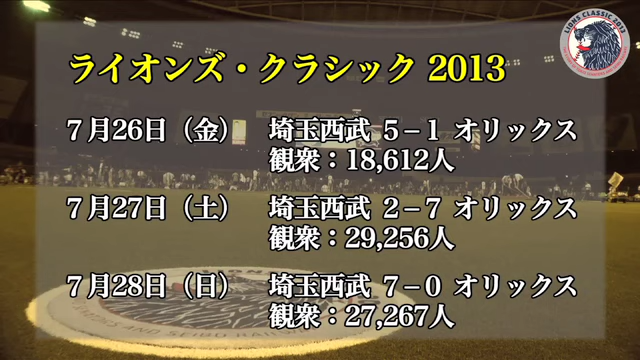 ライオンズ・クラシック 2013
LIONS CLASSIC 2013
7月26日（金） 埼玉西武 5－1 オリックス
観衆：18,612人
7月27日（土） 埼玉西武 2－7 オリックス
観衆：29,256人
7月28日（日） 埼玉西武 7－0 オリックス
観衆：27,267人